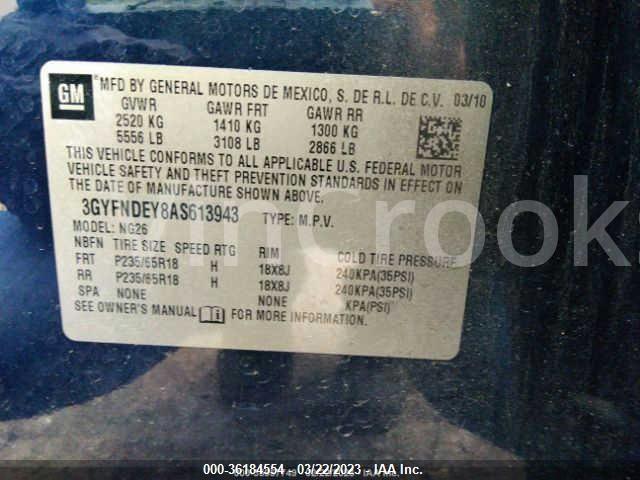 GM MFD BY GENERAL MOTORS DE MEXICO, S. DE R.L. DE C.V. 03/10
GVWR GAWR FRT GAWR RR
2520 KG 1410 KG 1300 KG
5556 LB 3108 LB 2866 LB
THIS VEHICLE CONFORMS TO ALL APPLICABLE U.S. FEDERAL MOTOR
VEHICLE SAFETY AND THEFT PREVENTION STANDARDS IN EFFECT ON
THE DATE OF MANUFACTURE SHOWN ABOVE.
3GYFNDEY8AS613943 TYPE: M.P.V.
MODEL: NG26
NBFN TIRE SIZE SPEED RTG RIM COLD TIRE PRESSURE
FRT P235/65R18 H 18X8J 240KPA(35PSI)
RR P235/65R18 H 18X8J 240KPA(35PSI)
SPA NONE NONE KPA(PSI)
SEE OWNER'S MANUAL FOR MORE INFORMATION.
000-36184554 - 03/22/2023 - IAAI Inc.